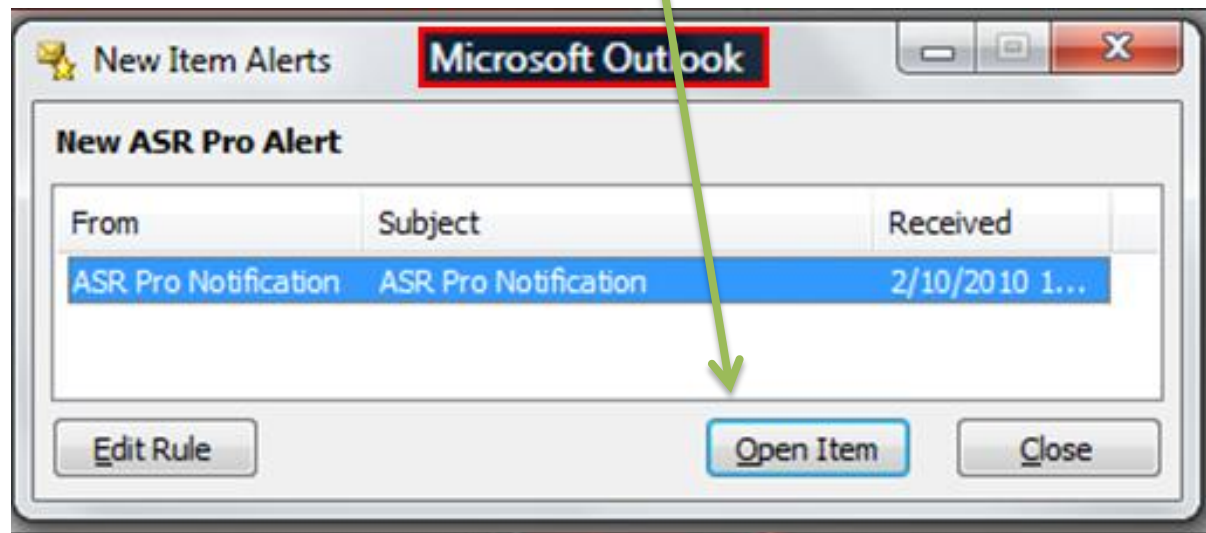 New Item Alerts Microsoft Outlook
New ASR Pro Alert
From Subject Received
ASR Pro Notification ASR Pro Notification 2/10/2010 1...
Edit Rule Open Item Close